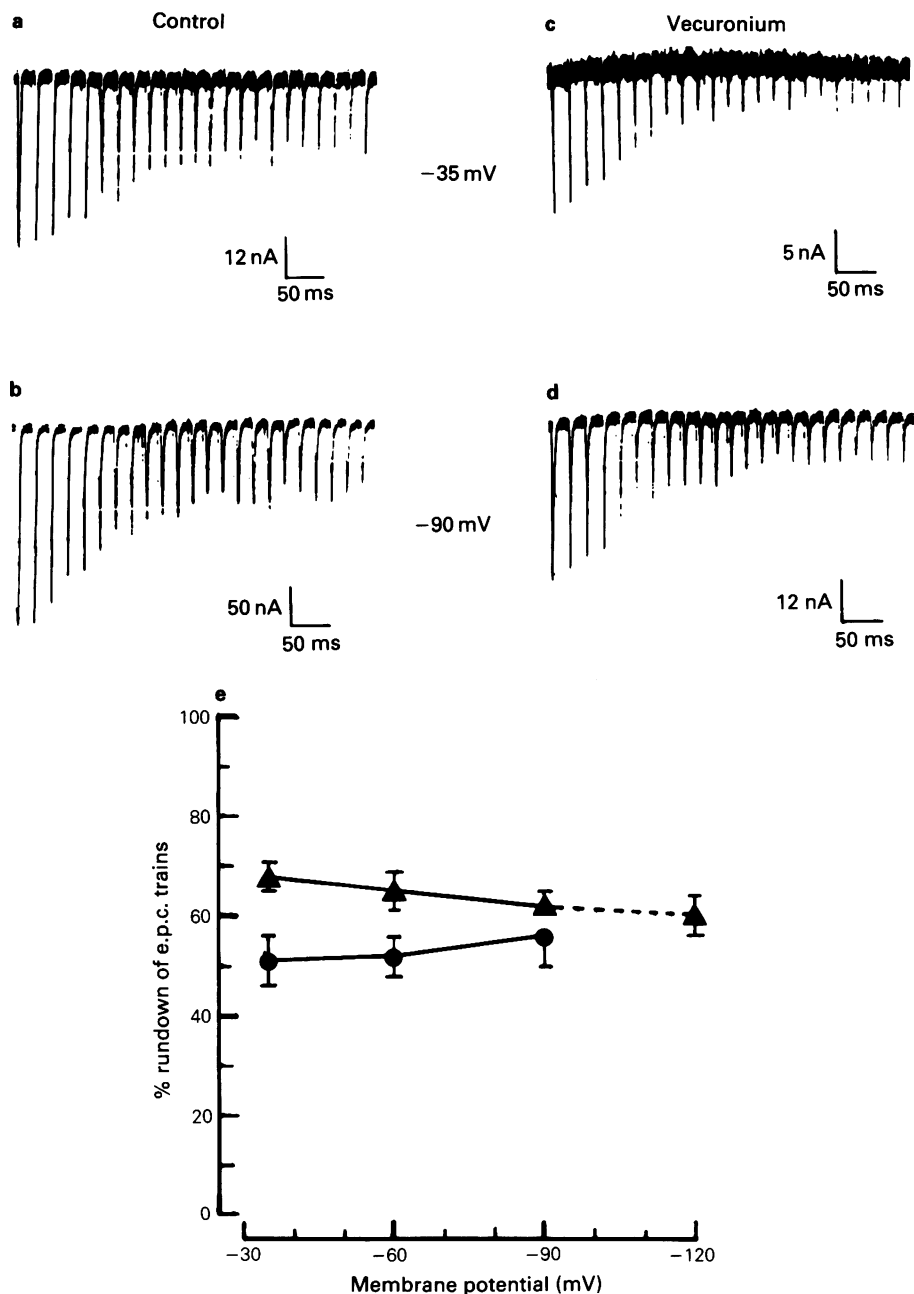 a
Control
c
Vecuronium
−35 mV
12 nA
50 ms
5 nA
50 ms
b
d
−90 mV
50 nA
50 ms
12 nA
50 ms
e
100
80
60
40
20
0
% rundown of e.p.c. trains
−30
−60
−90
−120
Membrane potential (mV)